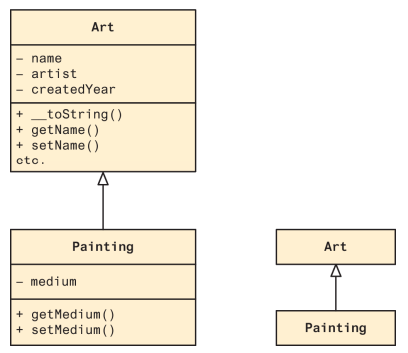 Art
– name
– artist
– createdYear
+ __toString()
+ getName()
+ setName()
etc.
Painting
– medium
+ getMedium()
+ setMedium()
Art
Painting